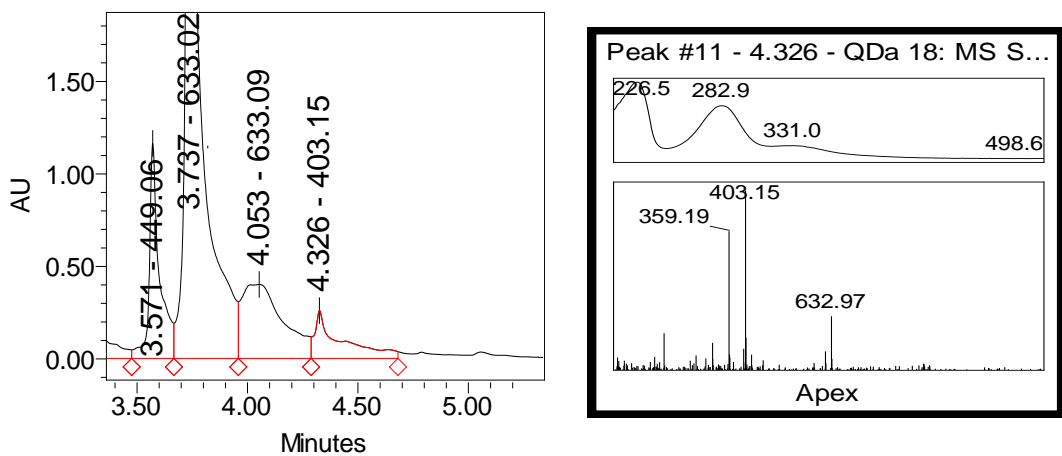 AU
1.50
1.00
0.50
0.00
3.571 - 449.06
3.737 - 633.02
4.053 - 633.09
4.326 - 403.15
3.50 4.00 4.50 5.00
Minutes
Peak #11 - 4.326 - QDa 18: MS S...
226.5 282.9 331.0 498.6
403.15
359.19
632.97
Apex